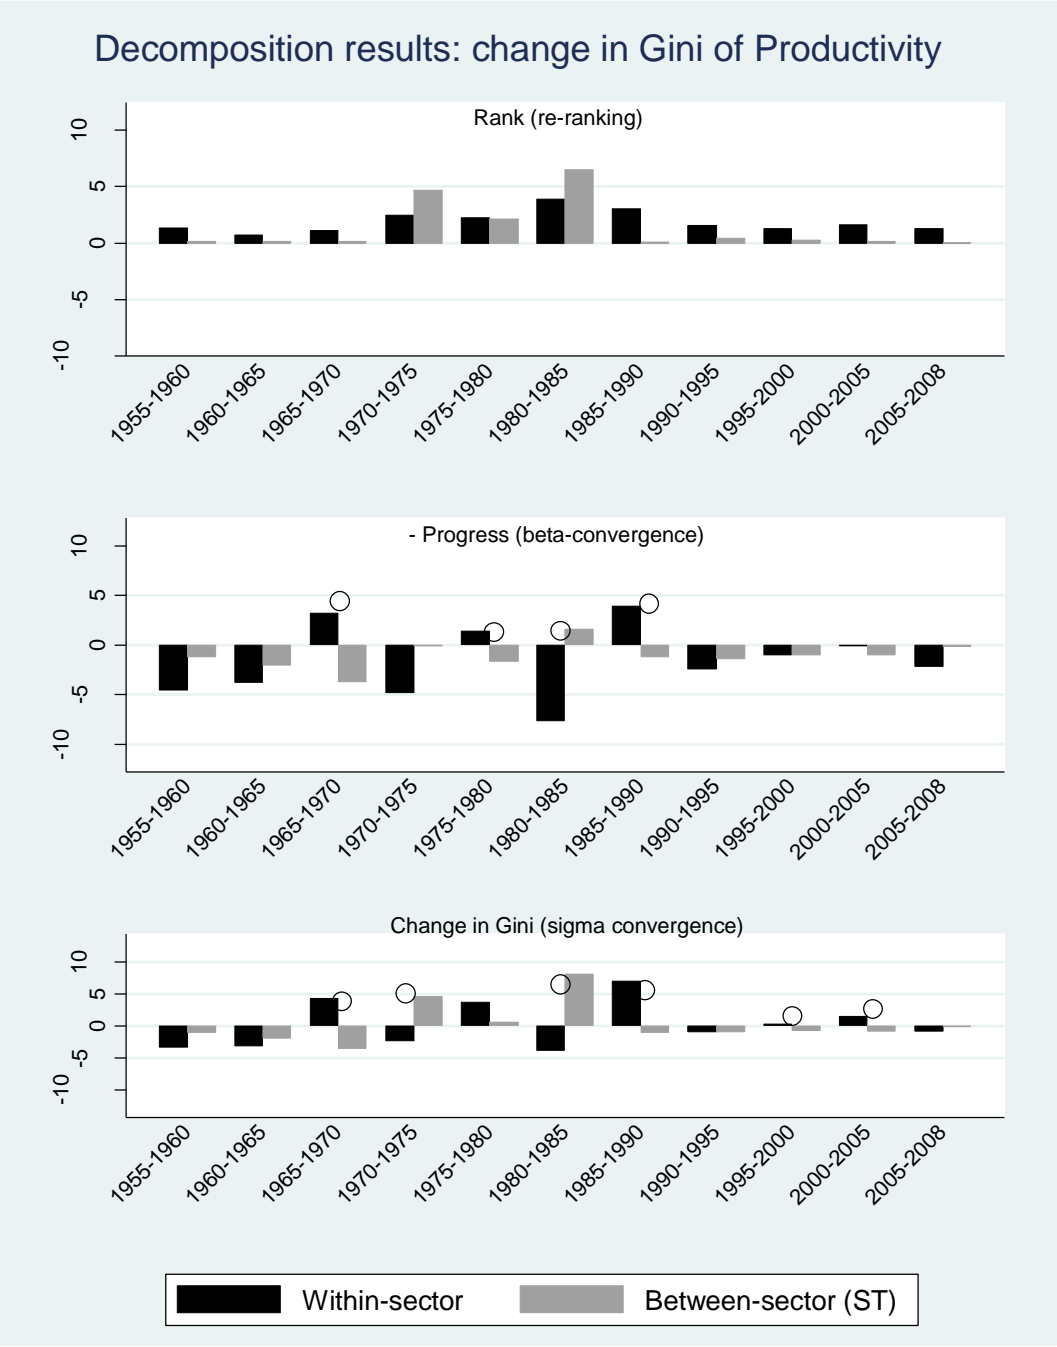 Decomposition results: change in Gini of Productivity
Rank (re-ranking)
10
5
0
-5
-10
1955-1960 1960-1965 1965-1970 1970-1975 1975-1980 1980-1985 1985-1990 1990-1995 1995-2000 2000-2005 2005-2008
- Progress (beta-convergence)
10
5
0
-5
-10
1955-1960 1960-1965 1965-1970 1970-1975 1975-1980 1980-1985 1985-1990 1990-1995 1995-2000 2000-2005 2005-2008
Change in Gini (sigma convergence)
10
5
0
-5
-10
1955-1960 1960-1965 1965-1970 1970-1975 1975-1980 1980-1985 1985-1990 1990-1995 1995-2000 2000-2005 2005-2008
Within-sector Between-sector (ST)